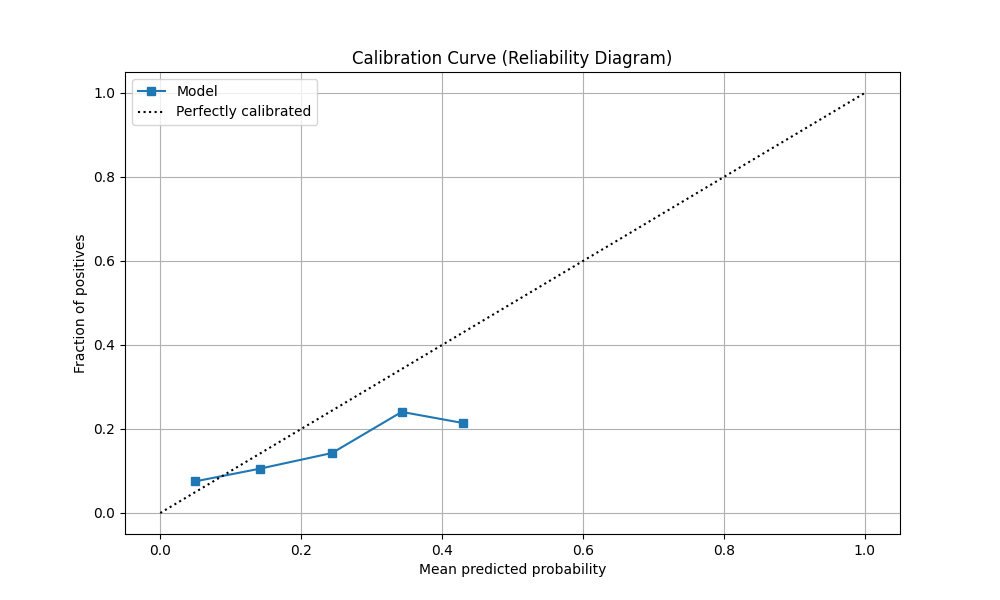 Calibration Curve (Reliability Diagram)
Model
Perfectly calibrated
1.0
0.8
0.6
0.4
0.2
0.0
Fraction of positives
0.0 0.2 0.4 0.6 0.8 1.0
Mean predicted probability